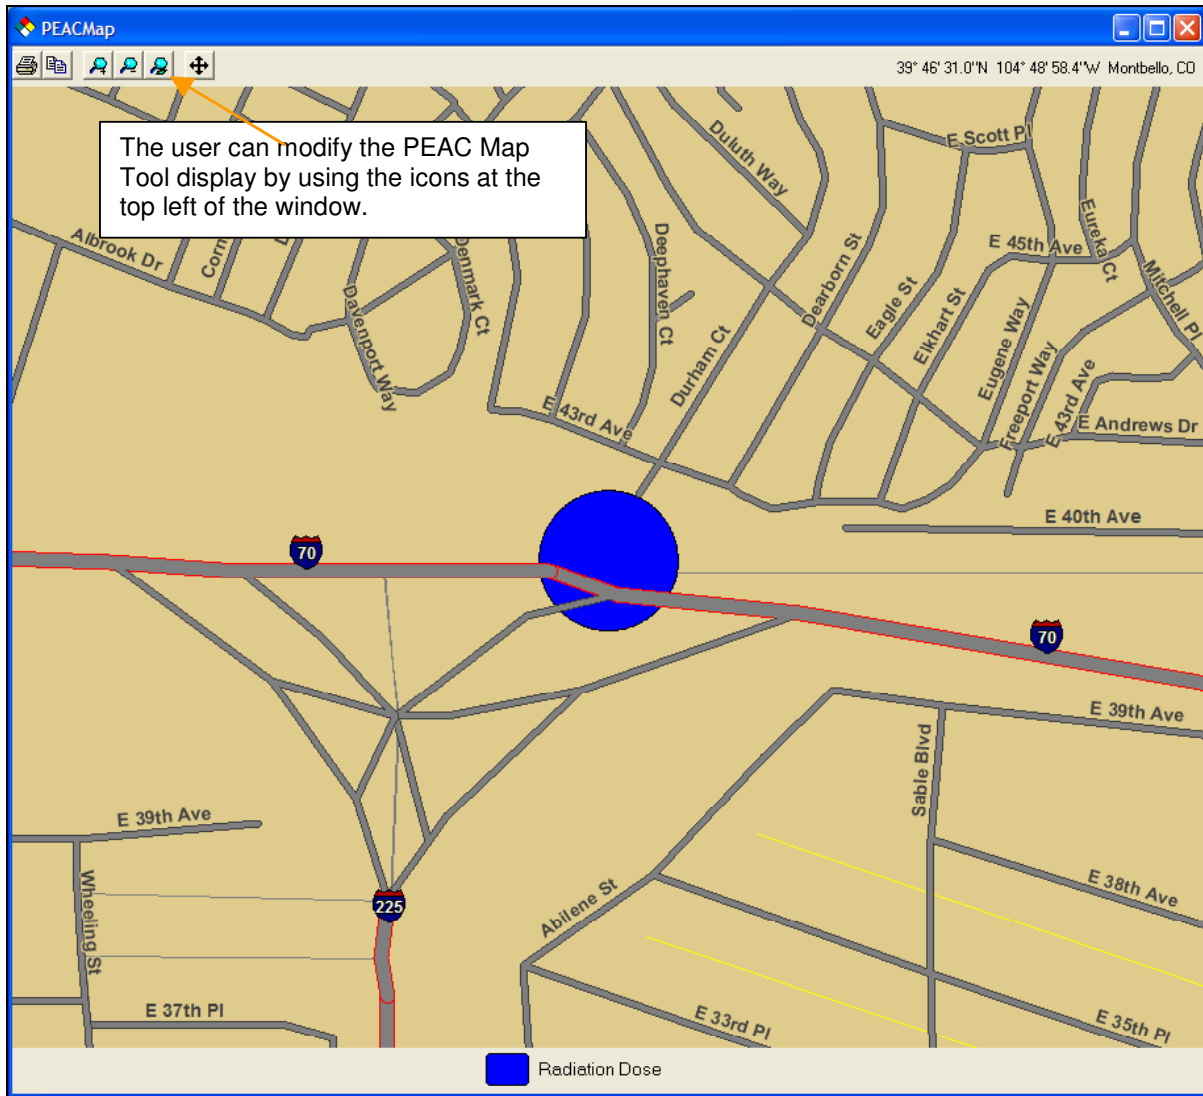 PEACMap
39° 46' 31.0"N 104° 48' 58.4"W Montbello, CO
The user can modify the PEAC Map
Tool display by using the icons at the
top left of the window.
Duluth Way
E Scott Pl
Albrook Dr
Corn
Denmark Ct
Deephaven Ct
Dearborn St
E 45th Ave
Eureka Ct
Mitchell Pl
Davenport Way
Durham Ct
Eagle St
Elkhart St
Eugene Way
Freeport Way
E 43rd Ave
E 43rd Ave
E Andrews Dr
E 40th Ave
70
70
E 39th Ave
Sable Blvd
E 39th Ave
Wheeling St
225
Abilene St
E 38th Ave
E 37th Pl
E 33rd Pl
E 35th Pl
Radiation Dose